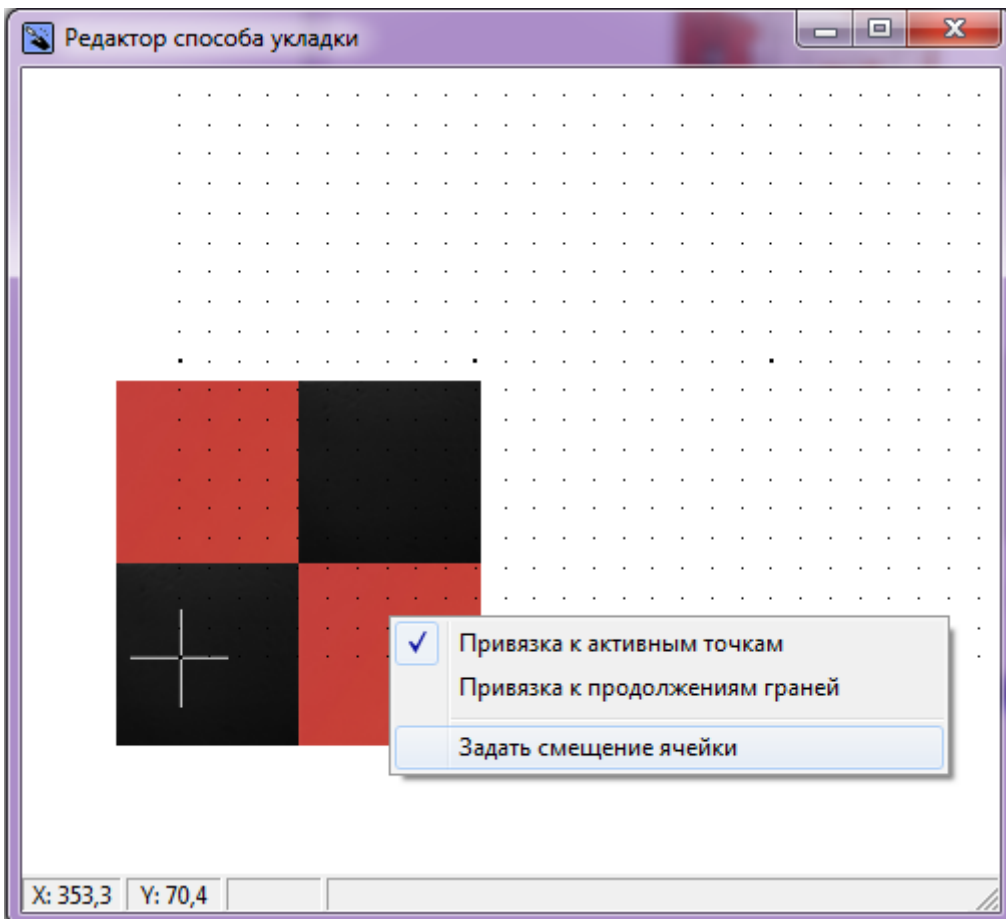 Редактор способа укладки
Привязка к активным точкам
Привязка к продолжениям граней
Задать смещение ячейки
X: 353,3 Y: 70,4